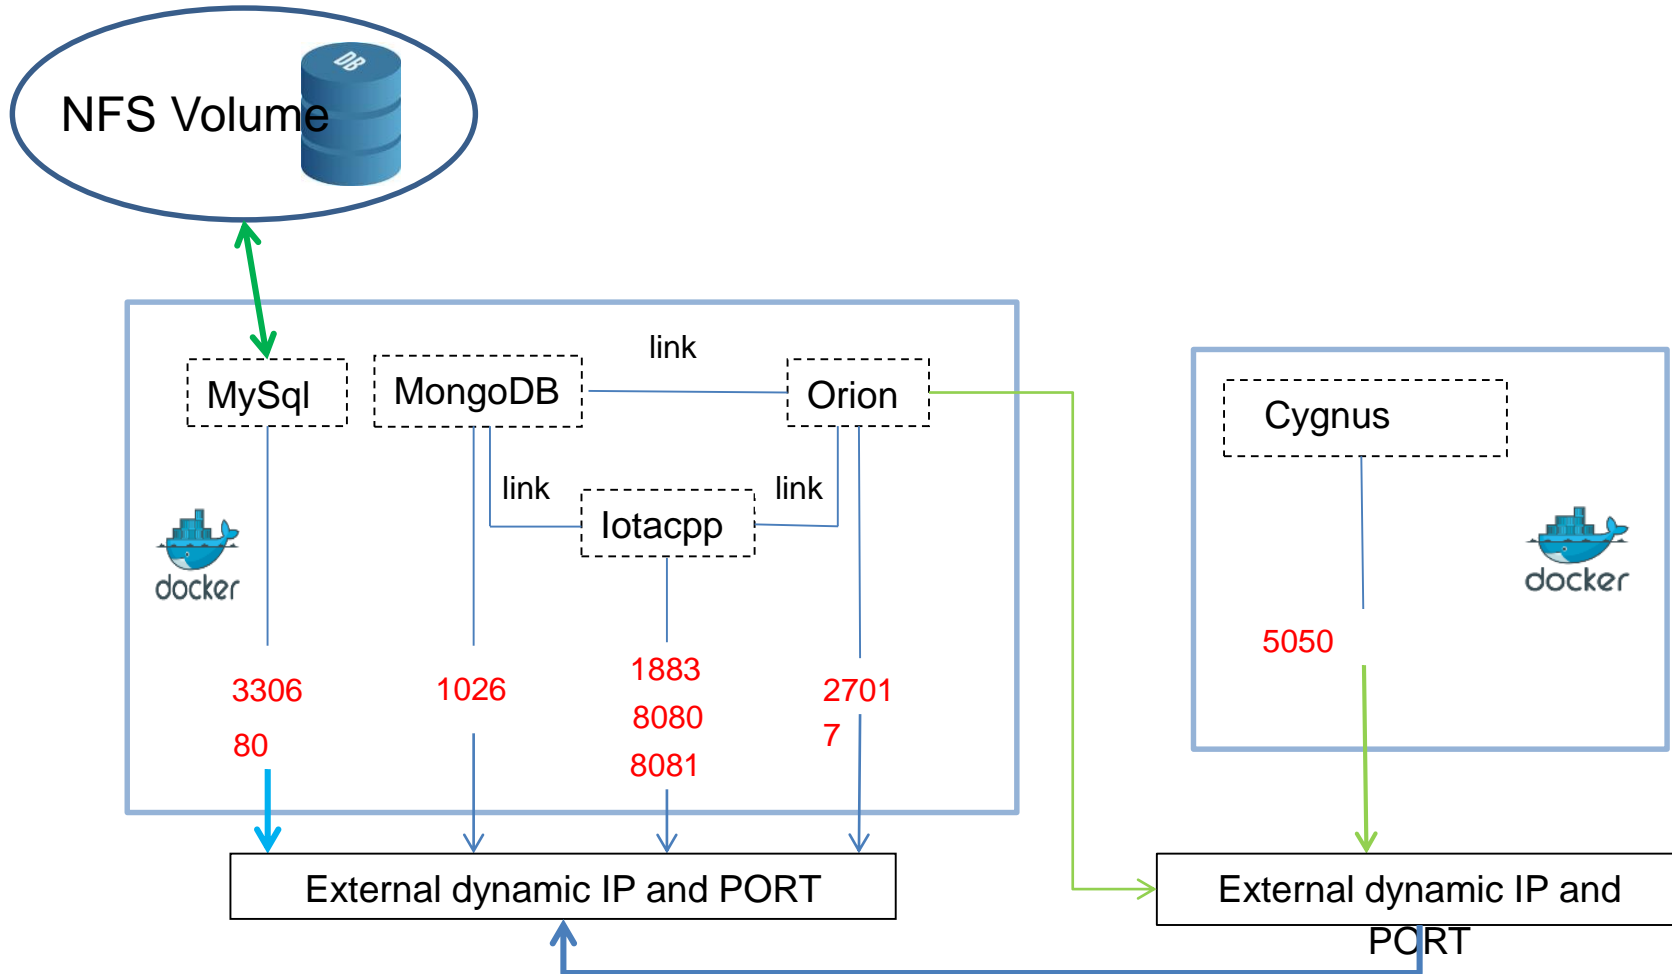 DB
NFS Volume
link
MySql
MongoDB
Orion
Cygnus
link
link
Iotacpp
docker
docker
5050
3306
80
1026
1883
8080
8081
2701
7
External dynamic IP and PORT
External dynamic IP and
PORT